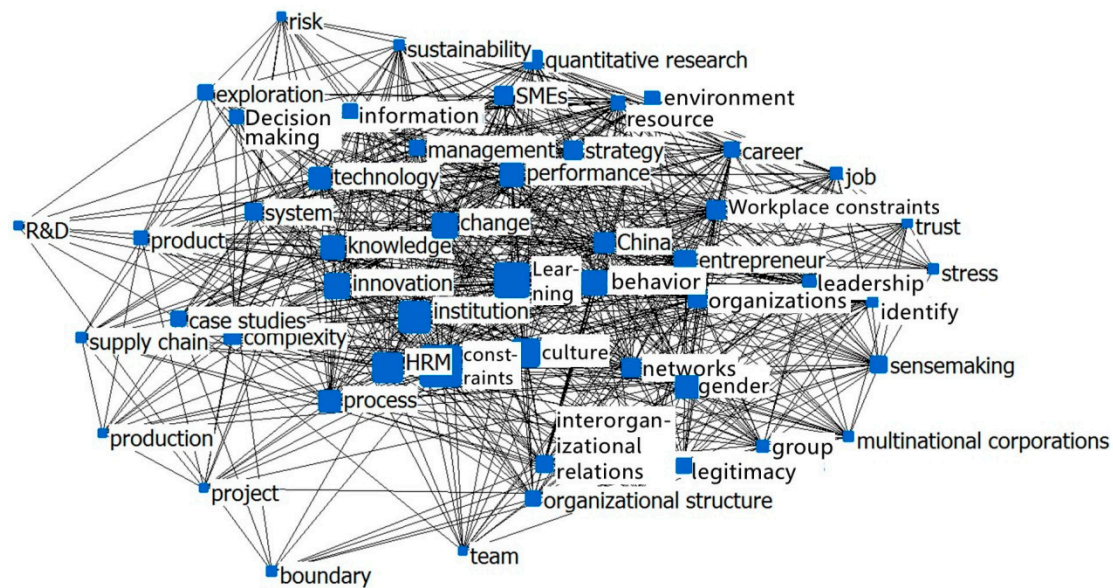 risk
sustainability
quantitative research
exploration
SMEs
environment
Decision
making
information
resource
management
strategy
career
technology
performance
job
system
change
Workplace constraints
R&D
product
knowledge
China
trust
entrepreneur
innovation
Lear-
ning
behavior
leadership
stress
institution
organizations
identify
case studies
supply chain
complexity
HRM
const-
raints
culture
networks
sensemaking
process
gender
production
interorgan-
izational
relations
group
multinational corporations
legitimacy
project
organizational structure
team
boundary